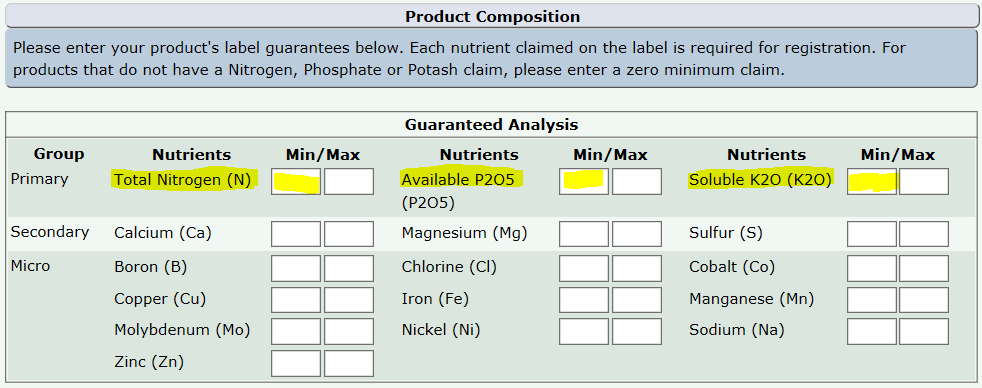 Product Composition
Please enter your product's label guarantees below. Each nutrient claimed on the label is required for registration. For
products that do not have a Nitrogen, Phosphate or Potash claim, please enter a zero minimum claim.
Guaranteed Analysis
Group Nutrients Min/Max Nutrients Min/Max Nutrients Min/Max
Primary Total Nitrogen (N) Available P2O5 Soluble K2O (K2O)
(P2O5)
Secondary Calcium (Ca) Magnesium (Mg) Sulfur (S)
Micro Boron (B) Chlorine (Cl) Cobalt (Co)
Copper (Cu) Iron (Fe) Manganese (Mn)
Molybdenum (Mo) Nickel (Ni) Sodium (Na)
Zinc (Zn)